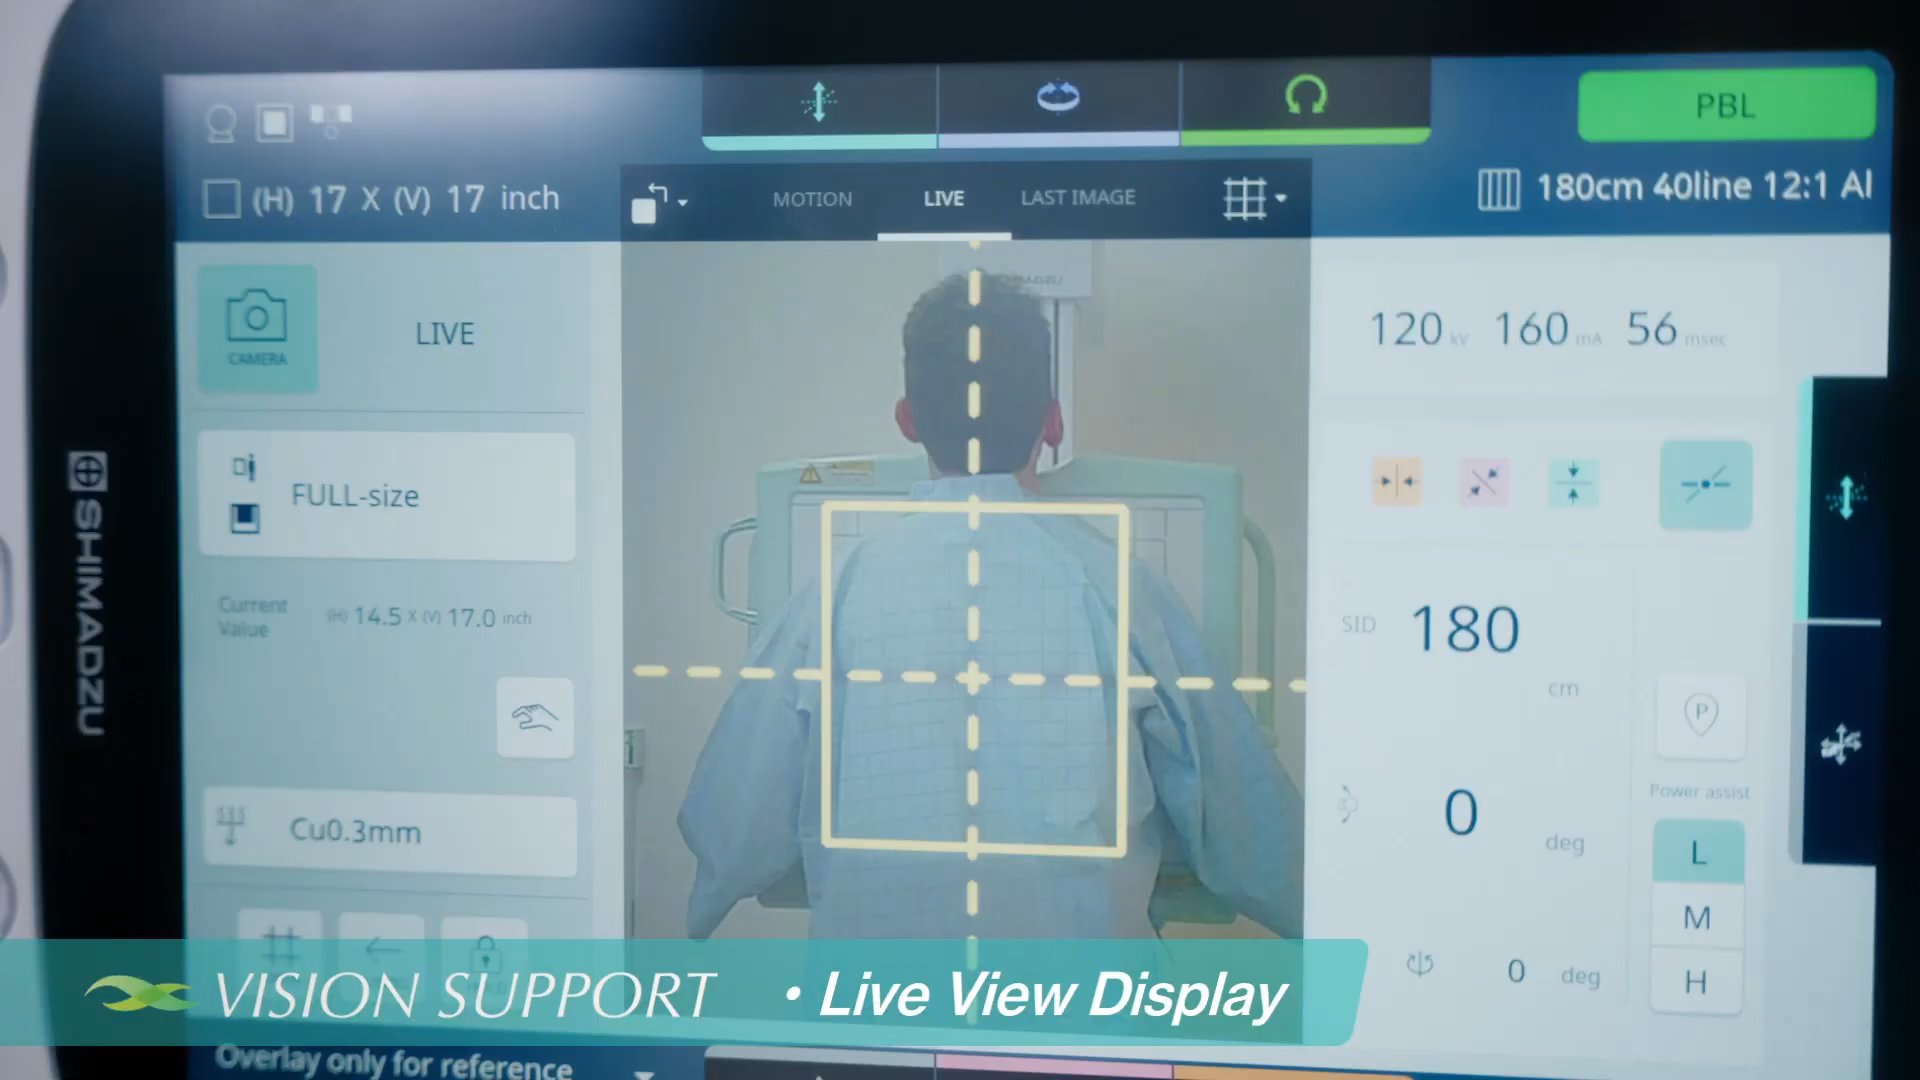 PBL
(H) 17 X (V) 17 inch
MOTION
LIVE
LAST IMAGE
180cm 40line 12:1 Al
CAMERA
LIVE
120 kV 160 mA 56 msec
FULL-size
Current Value
(H) 14.5 X (V) 17.0 inch
SID 180 cm
P
Power assist
Cu0.3mm
0 deg
L
M
H
0 deg
SHIMADZU
VISION SUPPORT • Live View Display
Overlay only for reference